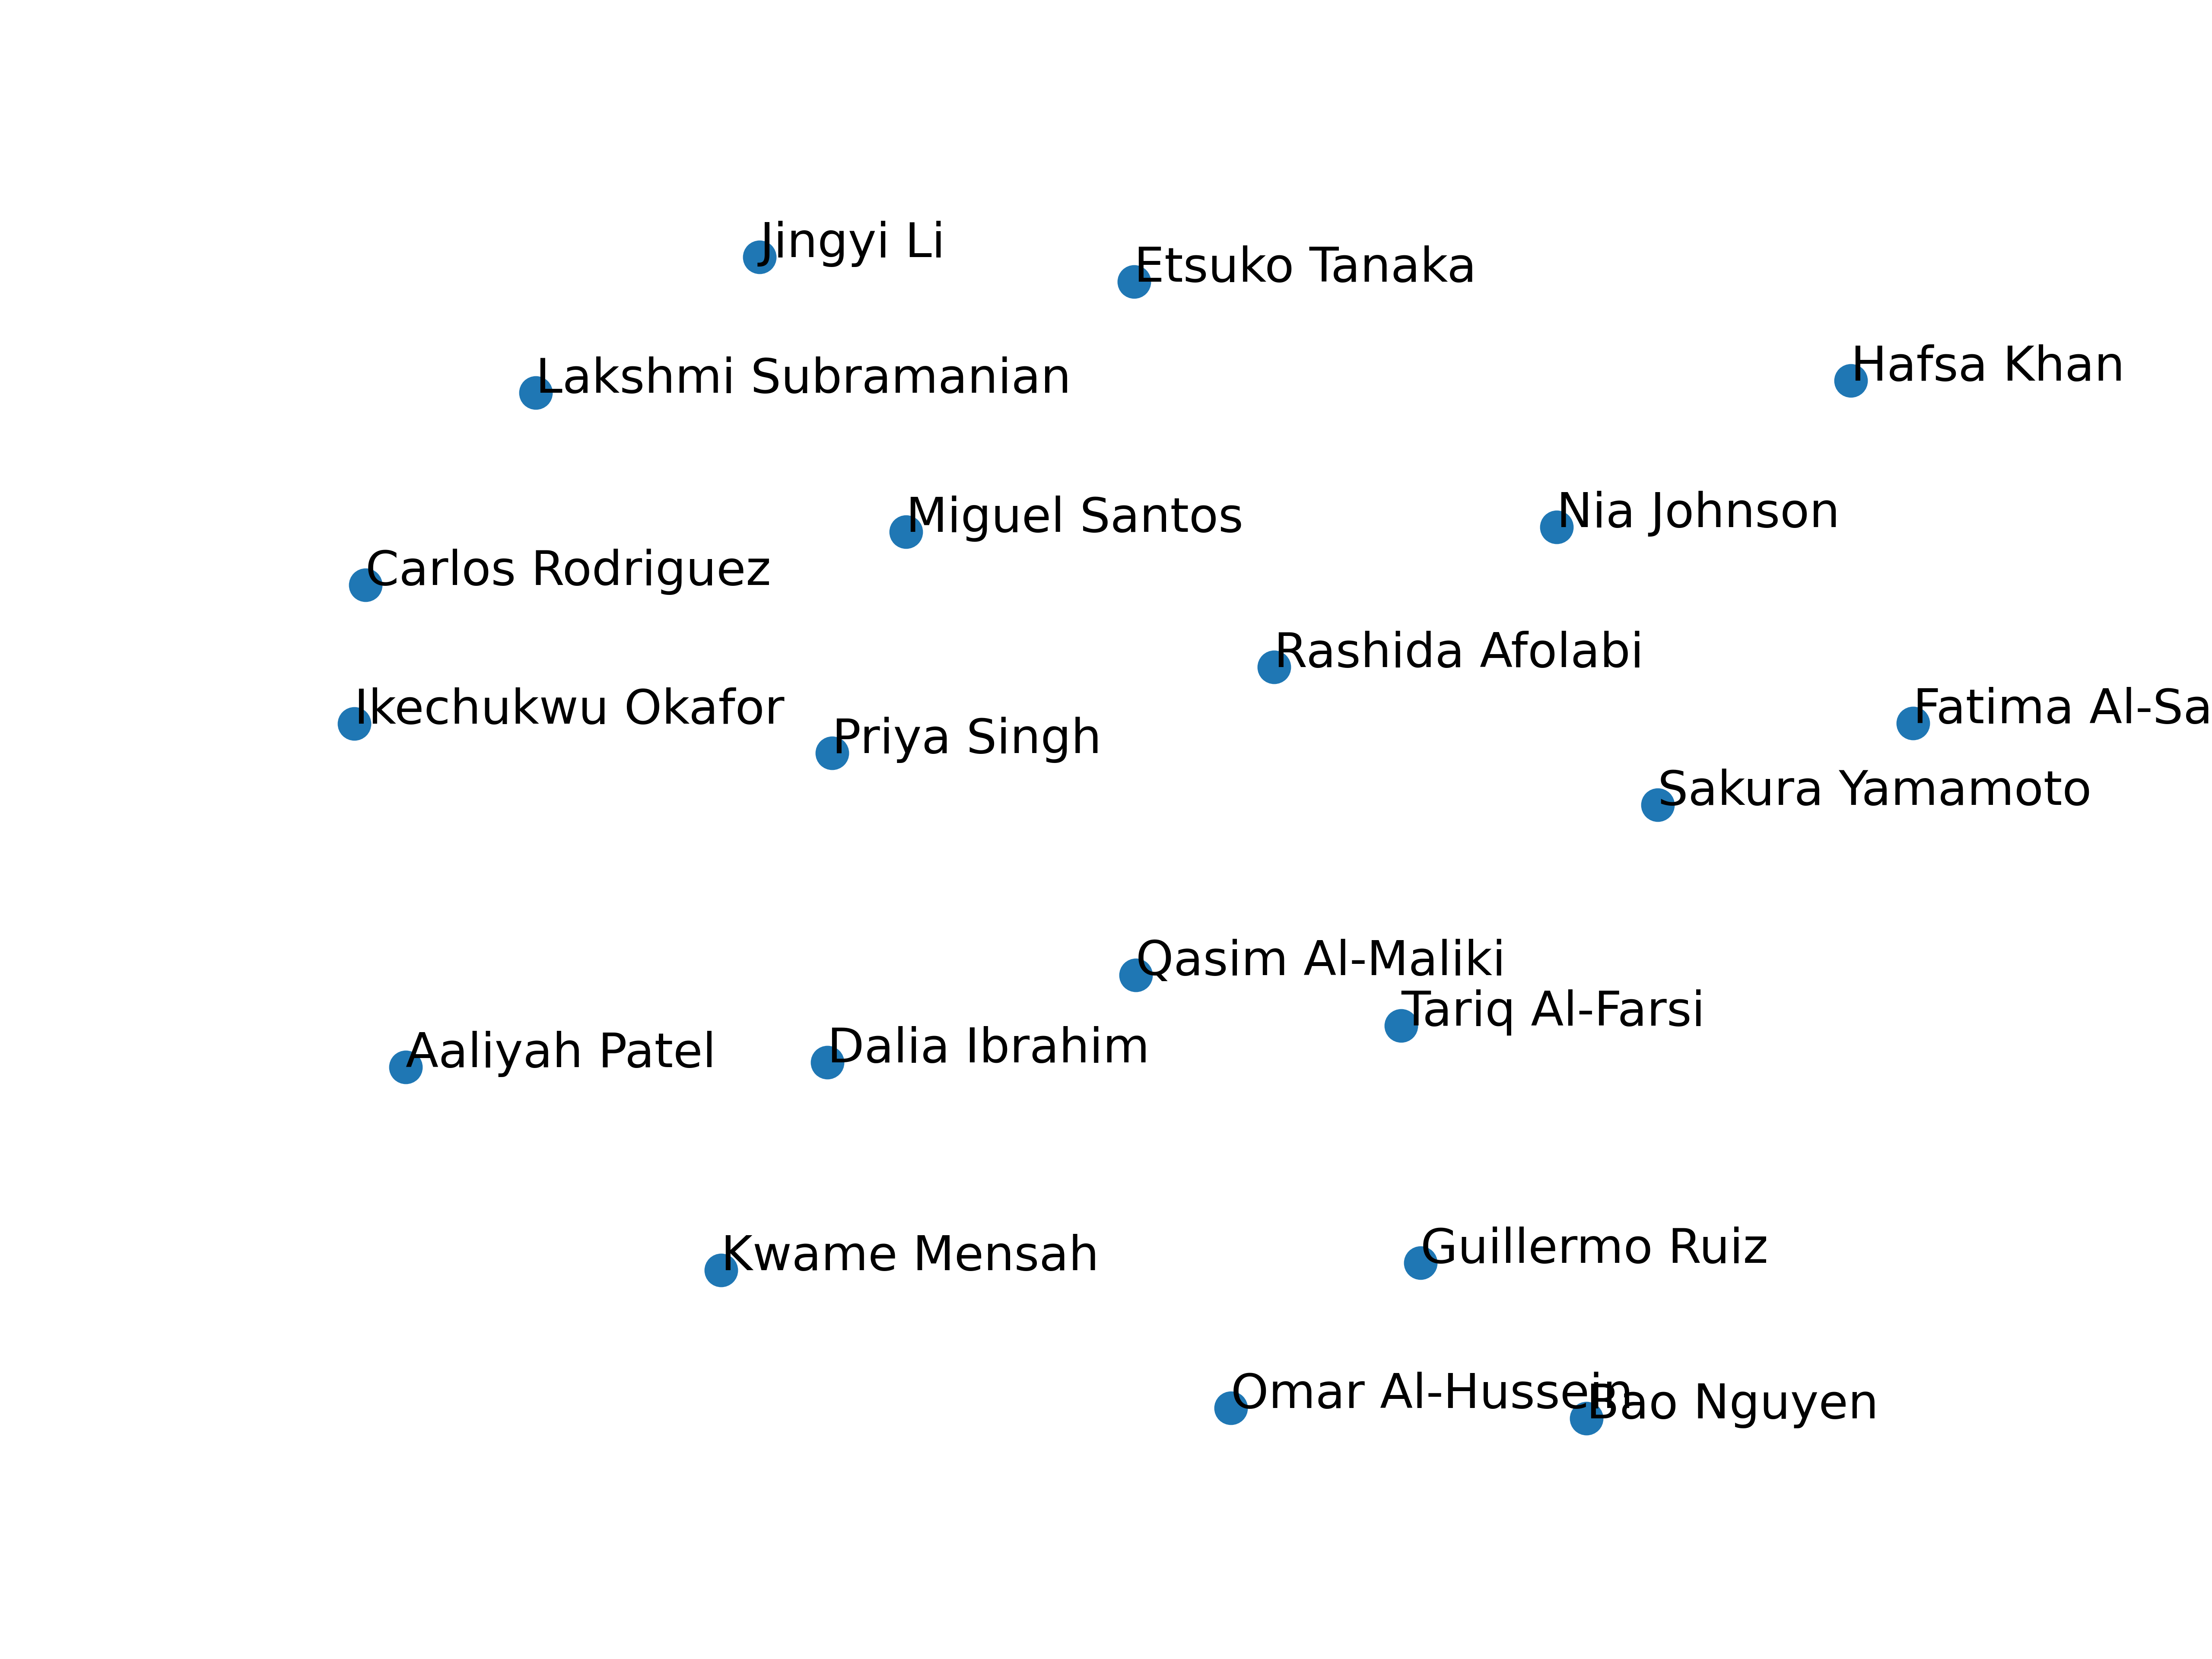 Jingyi Li
Etsuko Tanaka
Hafsa Khan
Lakshmi Subramanian
Nia Johnson
Miguel Santos
Carlos Rodriguez
Rashida Afolabi
Ikechukwu Okafor
Fatima Al-Sa
Priya Singh
Sakura Yamamoto
Qasim Al-Maliki
Tariq Al-Farsi
Dalia Ibrahim
Aaliyah Patel
Guillermo Ruiz
Kwame Mensah
Omar Al-Hussein
Bao Nguyen